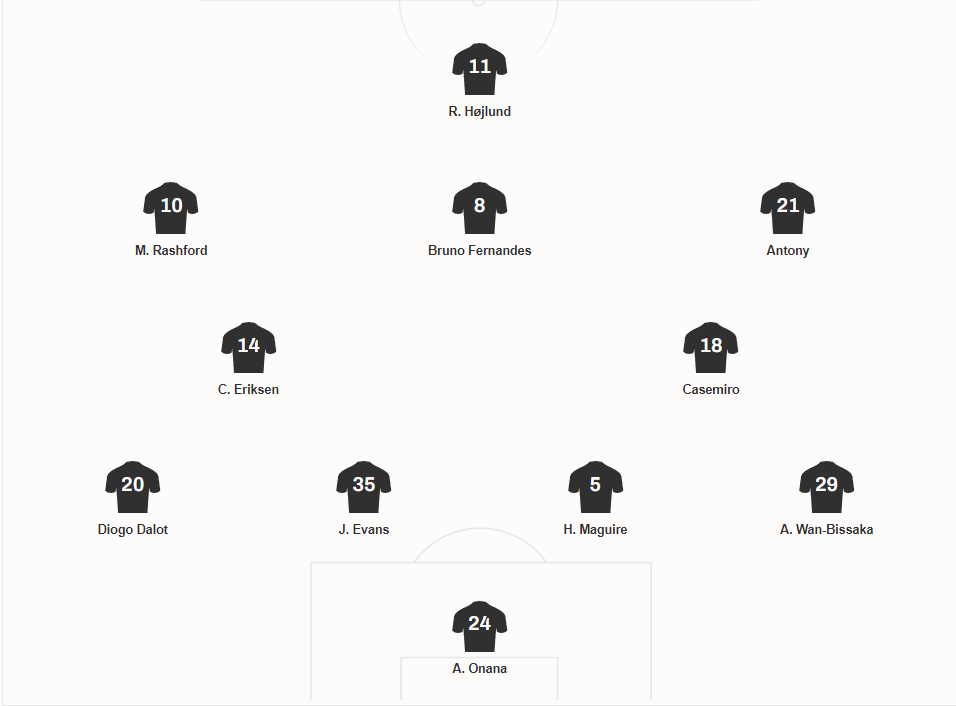 11
R. Højlund
10
8
21
M. Rashford
Bruno Fernandes
Antony
14
18
C. Eriksen
Casemiro
20
35
5
29
Diogo Dalot
J. Evans
H. Maguire
A. Wan-Bissaka
24
A. Onana